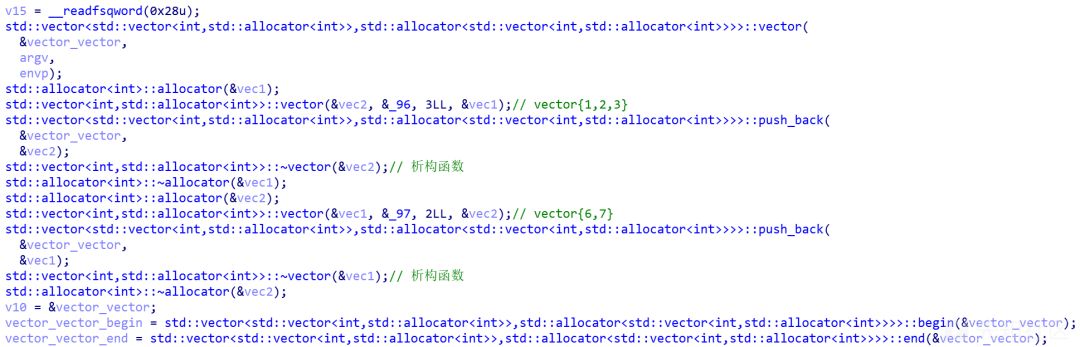 v15 = __readfsqword(0x28u);
std::vector<std::vector<int,std::allocator<int>>,std::allocator<std::vector<int,std::allocator<int>>>>::vector(
&vector_vector,
argv,
envp);
std::allocator<int>::allocator(&vec1);
std::vector<int,std::allocator<int>>::vector(&vec2, &_96, 3LL, &vec1);// vector{1,2,3}
std::vector<std::vector<int,std::allocator<int>>,std::allocator<std::vector<int,std::allocator<int>>>>::push_back(
&vector_vector,
&vec2);
std::vector<int,std::allocator<int>>::~vector(&vec2);// 析构函数
std::allocator<int>::~allocator(&vec1);
std::allocator<int>::allocator(&vec2);
std::vector<int,std::allocator<int>>::vector(&vec1, &_97, 2LL, &vec2);// vector{6,7}
std::vector<std::vector<int,std::allocator<int>>,std::allocator<std::vector<int,std::allocator<int>>>>::push_back(
&vector_vector,
&vec1);
std::vector<int,std::allocator<int>>::~vector(&vec1);// 析构函数
std::allocator<int>::~allocator(&vec2);
v10 = &vector_vector;
vector_vector_begin = std::vector<std::vector<int,std::allocator<int>>,std::allocator<std::vector<int,std::allocator<int>>>>::begin(&vector_vector);
vector_vector_end = std::vector<std::vector<int,std::allocator<int>>,std::allocator<std::vector<int,std::allocator<int>>>>::end(&vector_vector);